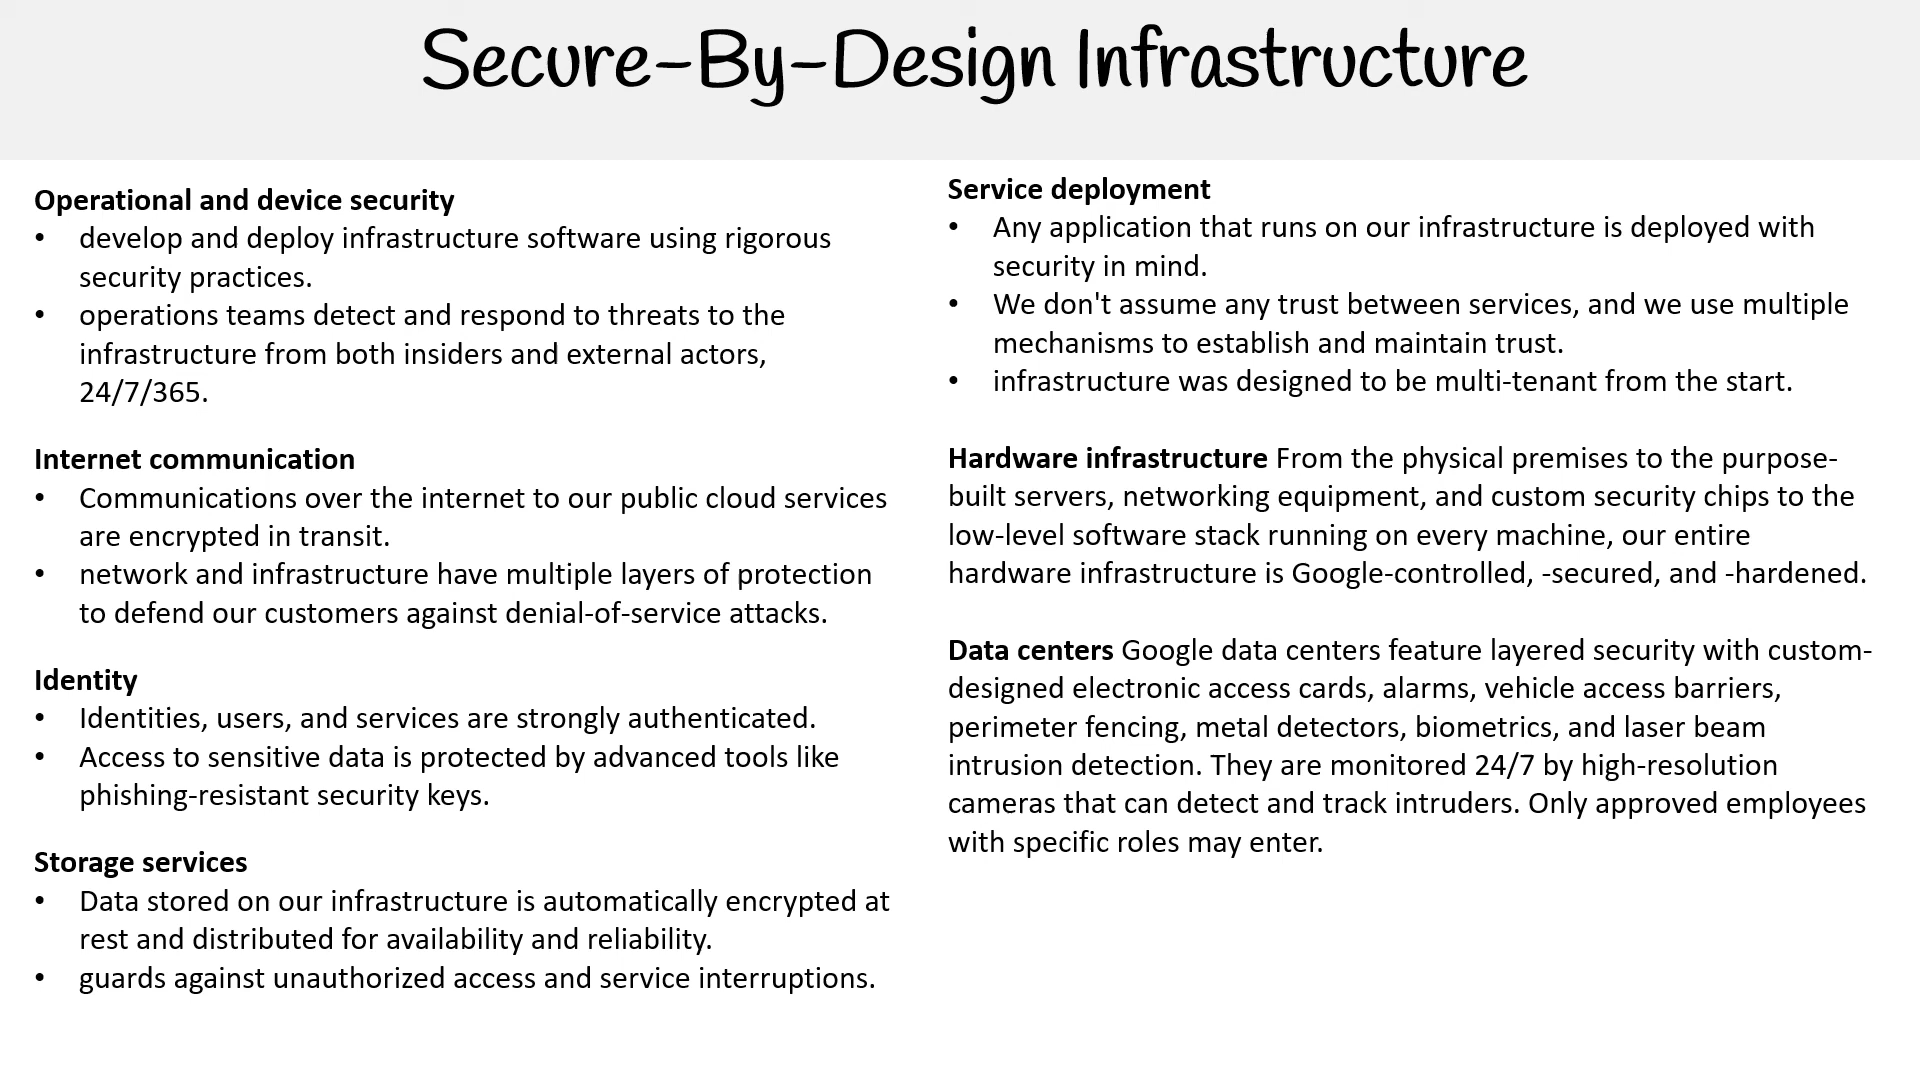 Secure-By-Design Infrastructure
Operational and device security
• develop and deploy infrastructure software using rigorous
security practices.
• operations teams detect and respond to threats to the
infrastructure from both insiders and external actors,
24/7/365.
Internet communication
• Communications over the internet to our public cloud services
are encrypted in transit.
• network and infrastructure have multiple layers of protection
to defend our customers against denial-of-service attacks.
Identity
• Identities, users, and services are strongly authenticated.
• Access to sensitive data is protected by advanced tools like
phishing-resistant security keys.
Storage services
• Data stored on our infrastructure is automatically encrypted at
rest and distributed for availability and reliability.
• guards against unauthorized access and service interruptions.
Service deployment
• Any application that runs on our infrastructure is deployed with
security in mind.
• We don't assume any trust between services, and we use multiple
mechanisms to establish and maintain trust.
• infrastructure was designed to be multi-tenant from the start.
Hardware infrastructure From the physical premises to the purpose-
built servers, networking equipment, and custom security chips to the
low-level software stack running on every machine, our entire
hardware infrastructure is Google-controlled, -secured, and -hardened.
Data centers Google data centers feature layered security with custom-
designed electronic access cards, alarms, vehicle access barriers,
perimeter fencing, metal detectors, biometrics, and laser beam
intrusion detection. They are monitored 24/7 by high-resolution
cameras that can detect and track intruders. Only approved employees
with specific roles may enter.